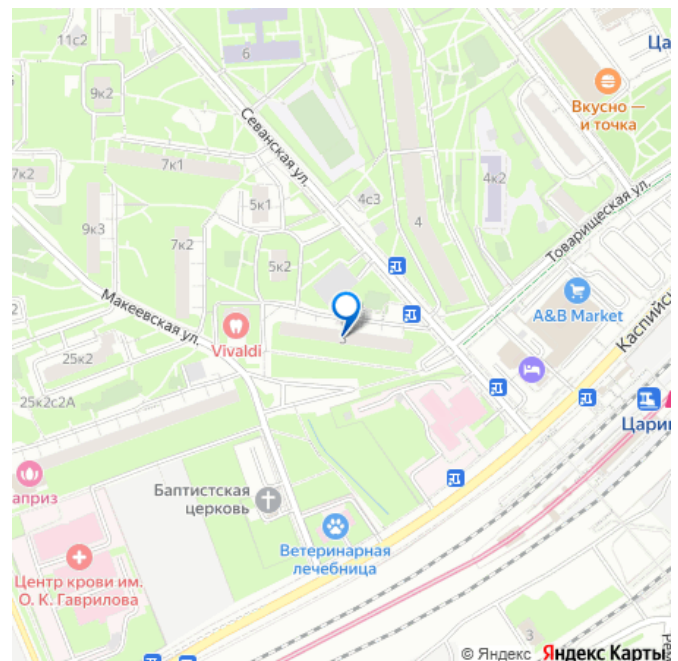 11с2
6
Ца
9к2
Вкусно —
и точка
Севанская ул.
7к1
7к2
4с3
4к2
5к1
4
9к3
7к2
Товарищеская ул.
5к2
Макеевская ул.
A&B Market
Каспийск
3
Vivaldi
25к2
25к2с2А
Цари
априз
Баптистская
церковь
Ветеринарная
лечебница
Центр крови им.
О. К. Гаврилова
3
© Яндекс
Яндекс Карты